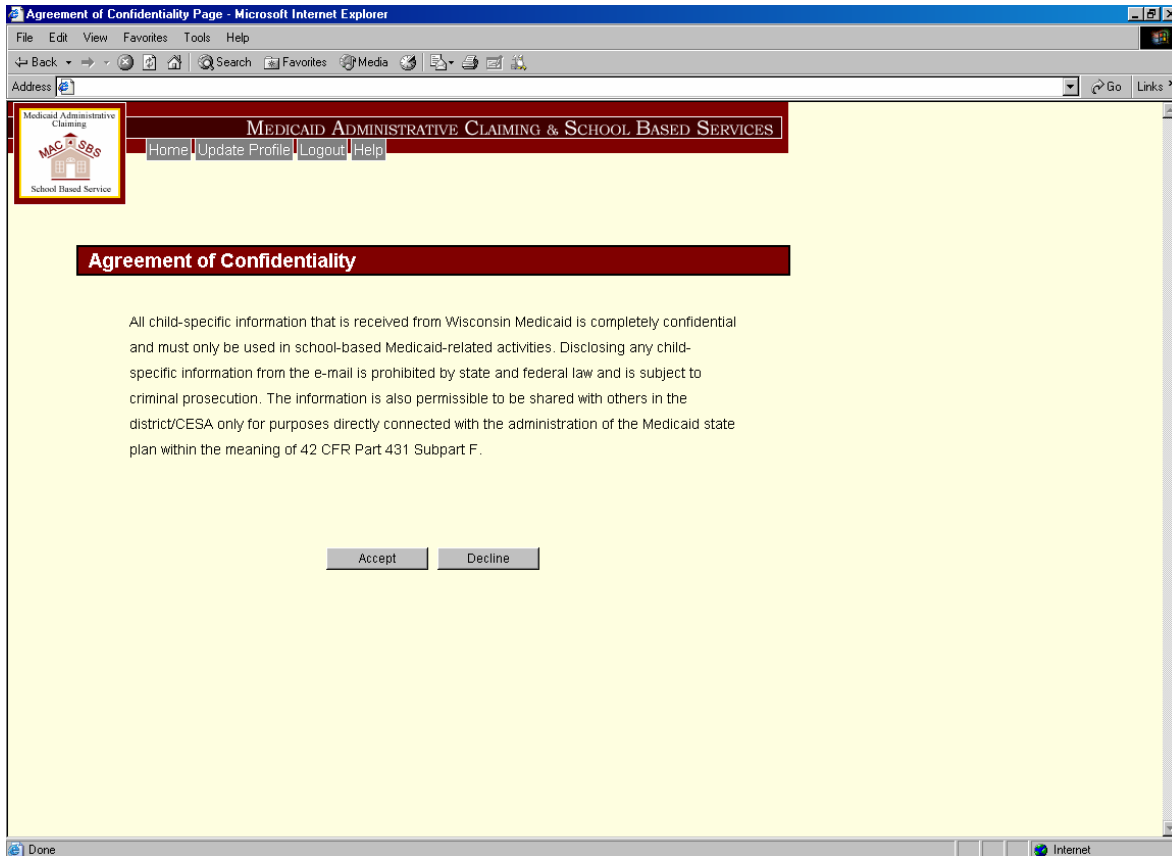 Agreement of Confidentiality Page - Microsoft Internet Explorer
File Edit View Favorites Tools Help
Back Search Favorites Media
Address Go Links
Medicaid Administrative
Claiming
MAC SBS
School Based Service
MEDICAID ADMINISTRATIVE CLAIMING & SCHOOL BASED SERVICES
Home Update Profile Logout Help
Agreement of Confidentiality
All child-specific information that is received from Wisconsin Medicaid is completely confidential
and must only be used in school-based Medicaid-related activities. Disclosing any child-
specific information from the e-mail is prohibited by state and federal law and is subject to
criminal prosecution. The information is also permissible to be shared with others in the
district/CESA only for purposes directly connected with the administration of the Medicaid state
plan within the meaning of 42 CFR Part 431 Subpart F.
Accept Decline
Done Internet